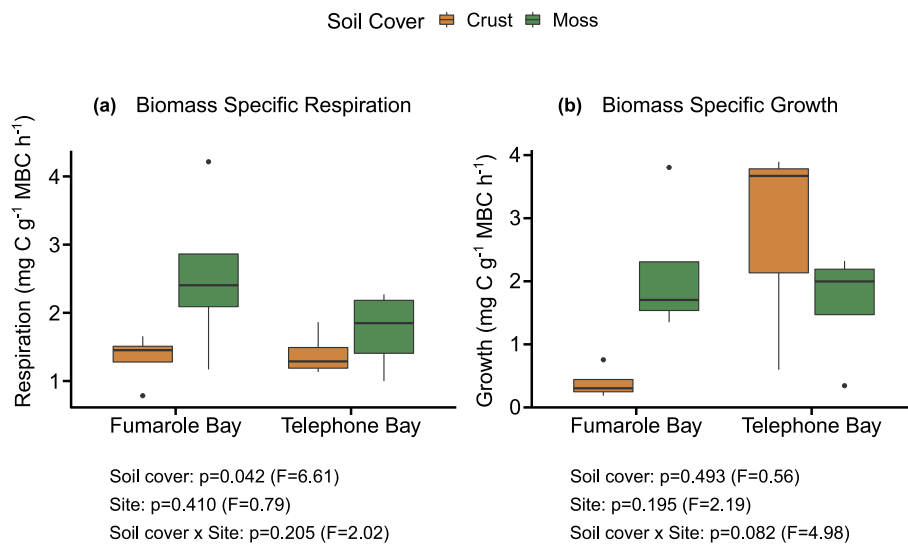 Soil Cover Crust Moss
(a) Biomass Specific Respiration
Respiration (mg C g⁻¹ MBC h⁻¹)
4
3
2
1
Fumarole Bay Telephone Bay
Soil cover: p=0.042 (F=6.61)
Site: p=0.410 (F=0.79)
Soil cover x Site: p=0.205 (F=2.02)
(b) Biomass Specific Growth
Growth (mg C g⁻¹ MBC h⁻¹)
4
3
2
1
0
Fumarole Bay Telephone Bay
Soil cover: p=0.493 (F=0.56)
Site: p=0.195 (F=2.19)
Soil cover x Site: p=0.082 (F=4.98)